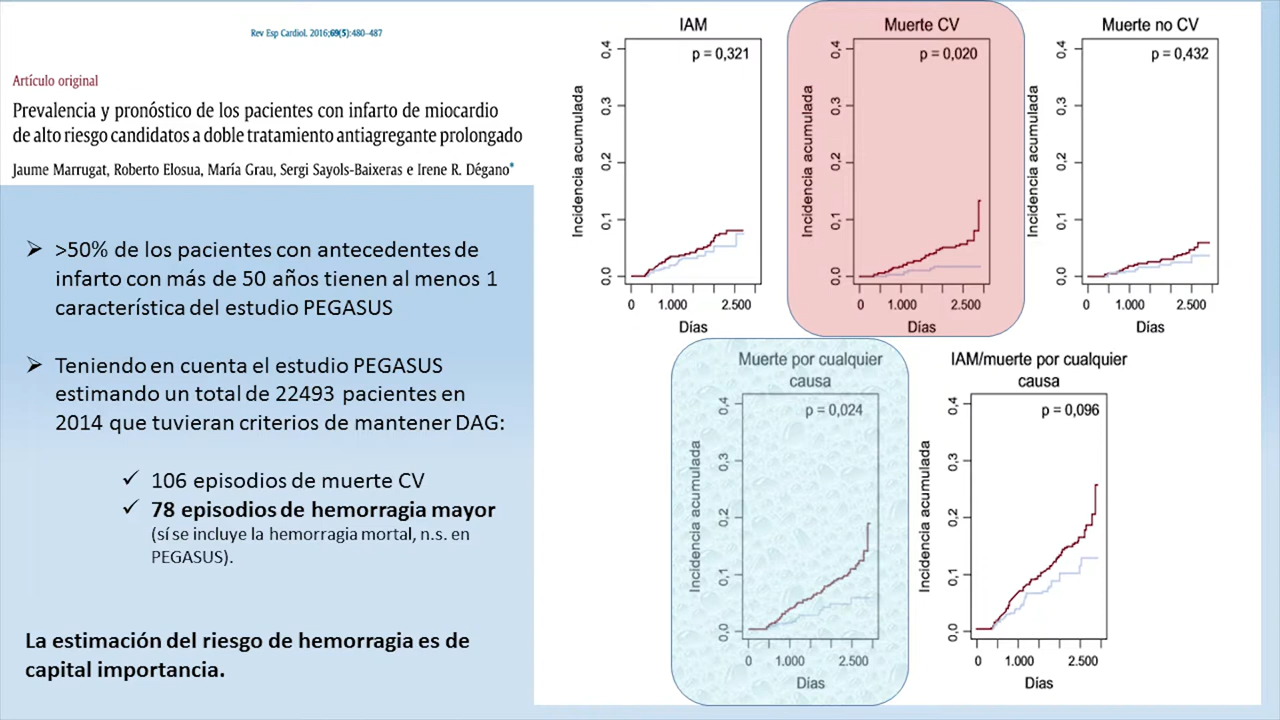 Rev Esp Cardiol. 2016;69(5):480–487
Artículo original
Prevalencia y pronóstico de los pacientes con infarto de miocardio
de alto riesgo candidatos a doble tratamiento antiagregante prolongado
Jaume Marrugat, Roberto Elosua, María Grau, Sergi Sayols-Baixeras e Irene R. Dégano*
➢ >50% de los pacientes con antecedentes de
infarto con más de 50 años tienen al menos 1
característica del estudio PEGASUS
➢ Teniendo en cuenta el estudio PEGASUS
estimando un total de 22493 pacientes en
2014 que tuvieran criterios de mantener DAG:
✓ 106 episodios de muerte CV
✓ 78 episodios de hemorragia mayor
(sí se incluye la hemorragia mortal, n.s. en
PEGASUS).
La estimación del riesgo de hemorragia es de
capital importancia.
IAM
p = 0,321
Incidencia acumulada
0,4
0,3
0,2
0,1
0,0
0 1.000 2.500
Días
Muerte CV
p = 0,020
Incidencia acumulada
0,4
0,3
0,2
0,1
0,0
0 1.000 2.500
Días
Muerte no CV
p = 0,432
Incidencia acumulada
0,4
0,3
0,2
0,1
0,0
0 1.000 2.500
Días
Muerte por cualquier
causa
p = 0,024
Incidencia acumulada
0,4
0,3
0,2
0,1
0,0
0 1.000 2.500
Días
IAM/muerte por cualquier
causa
p = 0,096
Incidencia acumulada
0,4
0,3
0,2
0,1
0,0
0 1.000 2.500
Días